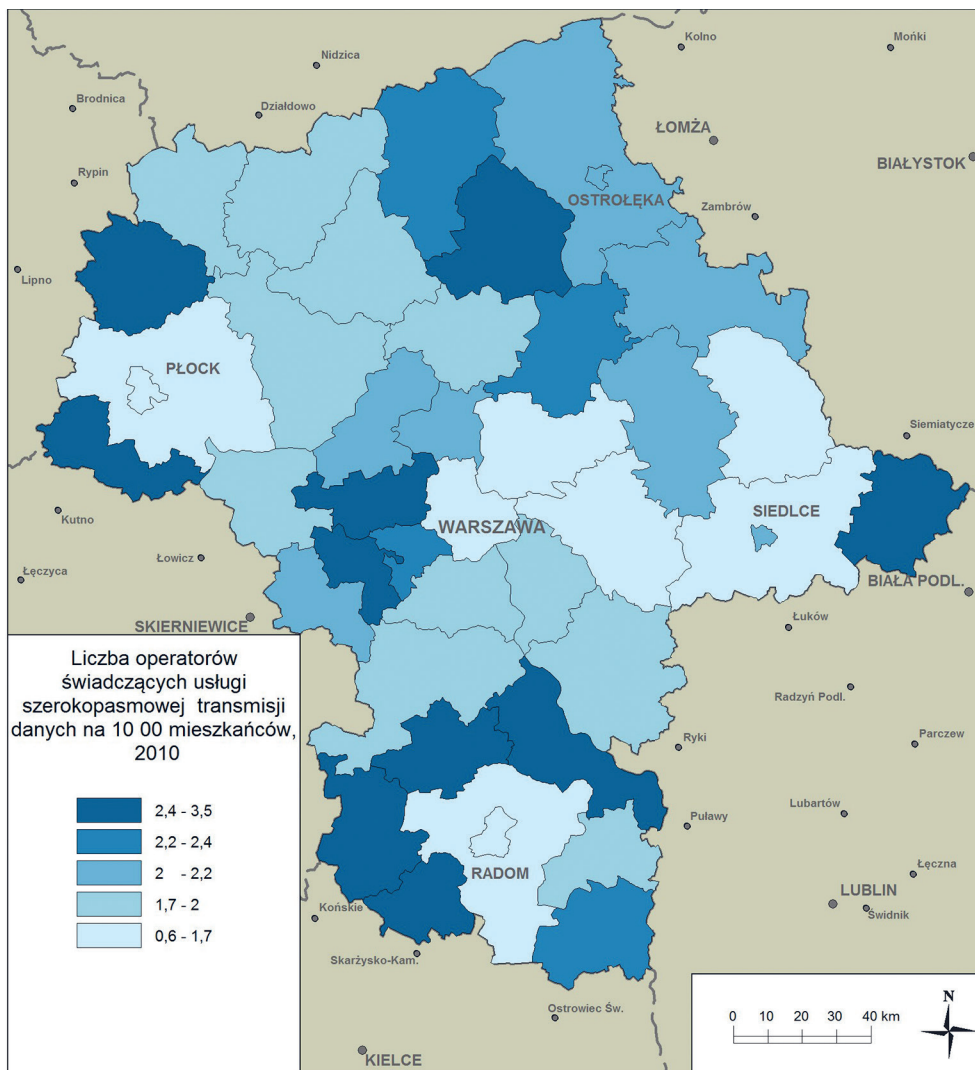 Kolno
Mońki
Nidzica
Brodnica
Działdowo
ŁOMŻA
BIAŁYSTOK
Rypin
OSTROŁĘKA
Zambrów
Lipno
PŁOCK
Siemiatycze
Kutno
WARSZAWA
SIEDLCE
Łowicz
Łęczyca
BIAŁA PODL.
SKIERNIEWICE
Łuków
Liczba operatorów
świadczących usługi
szerokopasmowej transmisji
danych na 10 00 mieszkańców,
2010
Radzyń Podl.
Ryki
Parczew
2,4 - 3,5
2,2 - 2,4
2 - 2,2
1,7 - 2
0,6 - 1,7
Lubartów
Puławy
RADOM
Łęczna
LUBLIN
Świdnik
Końskie
Skarżysko-Kam.
Ostrowiec Św.
KIELCE
N
0 10 20 30 40 km